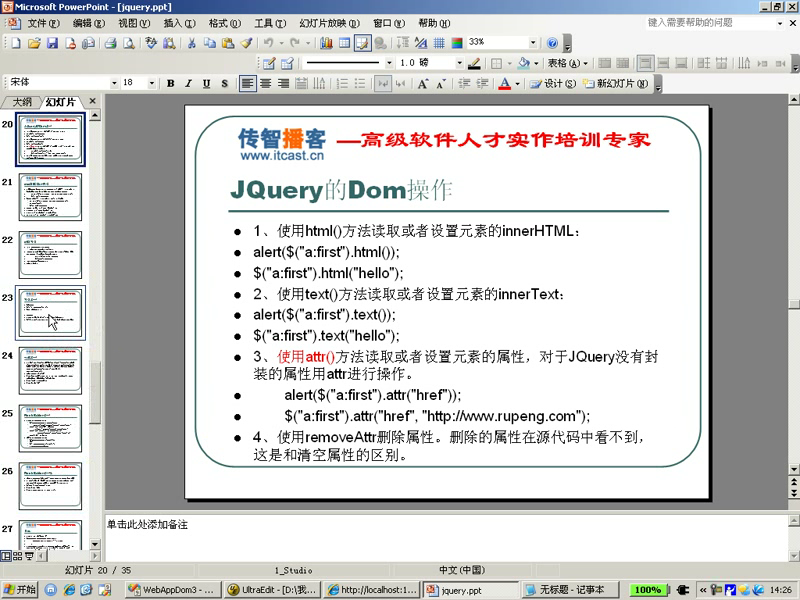 Microsoft PowerPoint - [jquery.ppt]
文件(F) 编辑(E) 视图(V) 插入(I) 格式(O) 工具(T) 幻灯片放映(D) 窗口(W) 帮助(H) 键入需要帮助的问题
33%
1.0 磅 表格(A)
宋体 18 B I U S A A A 设计(S) 新幻灯片(N)
大纲 幻灯片
20
21
22
23
24
25
26
27
传智播客 —高级软件人才实作培训专家
www.itcast.cn
JQuery的Dom操作
1、使用html()方法读取或者设置元素的innerHTML：
alert($("a:first").html());
$("a:first").html("hello");
2、使用text()方法读取或者设置元素的innerText：
alert($("a:first").text());
$("a:first").text("hello");
3、使用attr()方法读取或者设置元素的属性，对于JQuery没有封
装的属性用attr进行操作。
alert($("a:first").attr("href"));
$("a:first").attr("href", "http://www.rupeng.com");
4、使用removeAttr删除属性。删除的属性在源代码中看不到，
这是和清空属性的区别。
单击此处添加备注
幻灯片 20 / 35 1_Studio 中文(中国)
开始 WebAppDom3 - ... UltraEdit - [D:\我... http://localhost:1... jquery.ppt 无标题 - 记事本 100% 14:26